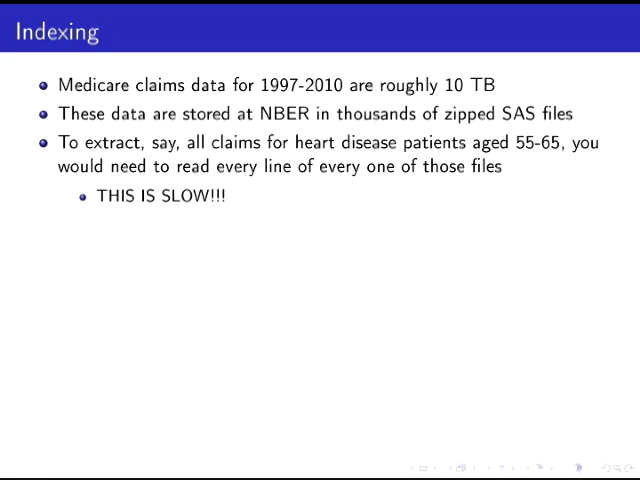 Indexing
Medicare claims data for 1997-2010 are roughly 10 TB
These data are stored at NBER in thousands of zipped SAS files
To extract, say, all claims for heart disease patients aged 55-65, you
would need to read every line of every one of those files
THIS IS SLOW!!!